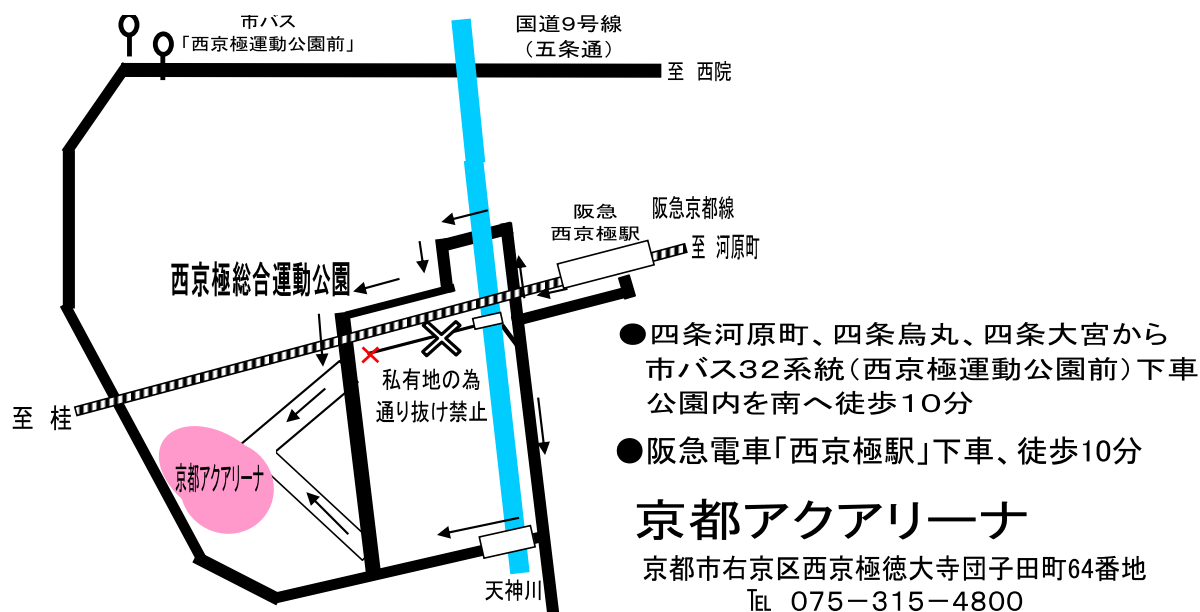 市バス
「西京極運動公園前」
国道9号線
（五条通）
至 西院
阪急
西京極駅
阪急京都線
至 河原町
西京極総合運動公園
私有地の為
通り抜け禁止
至 桂
京都アクアリーナ
天神川
●四条河原町、四条烏丸、四条大宮から
市バス32系統（西京極運動公園前）下車
公園内を南へ徒歩10分
●阪急電車「西京極駅」下車、徒歩10分
京都アクアリーナ
京都市右京区西京極徳大寺団子田町64番地
℡ 075－315－4800